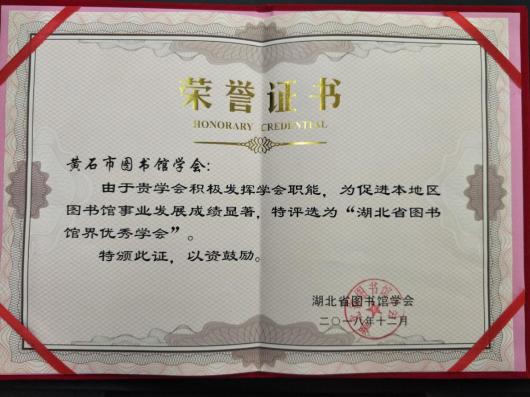 荣誉证书
HONORARY CREDENTIAL
黄石市图书馆学会：
由于贵学会积极发挥学会职能，为促进本地区
图书馆事业发展成绩显著，特评选为“湖北省图书
馆界优秀学会”。
特颁此证，以资鼓励。
湖北省图书馆学会
二〇一八年十二月